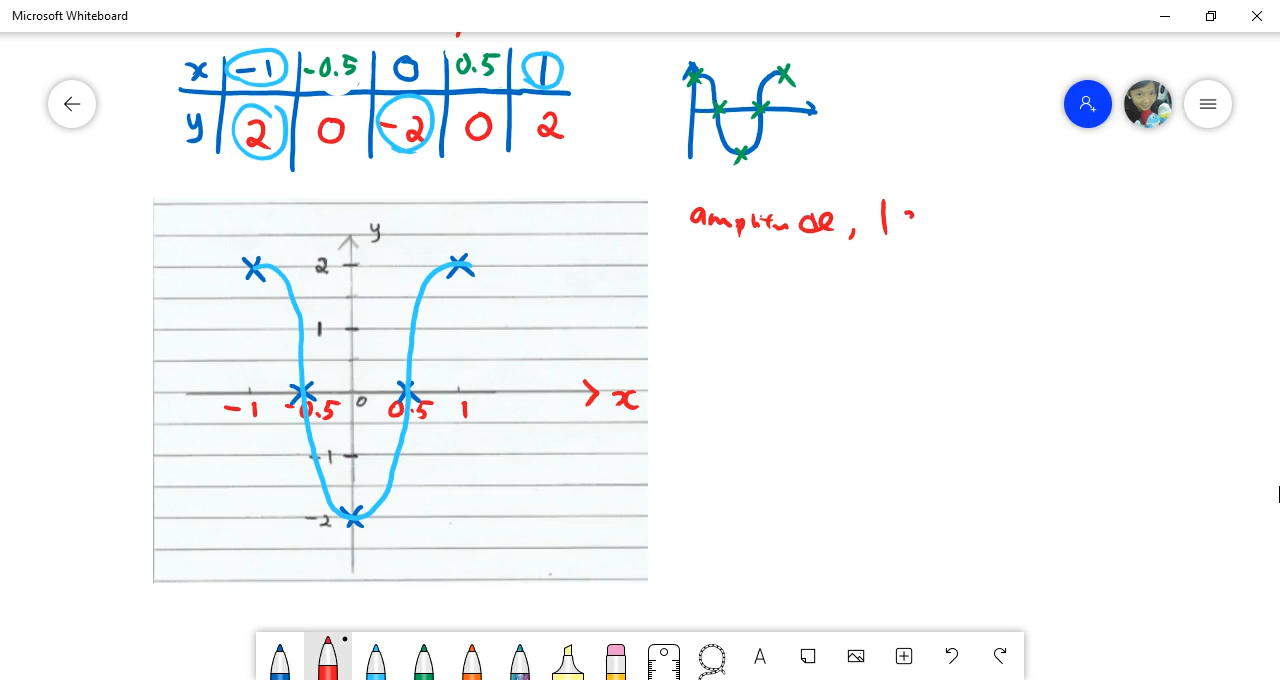 Microsoft Whiteboard
x -1 -0.5 0 0.5 1
y 2 0 -2 0 2
amplitude, |
y
2
1
-1 -0.5 0 0.5 1 x
-1
-2
A